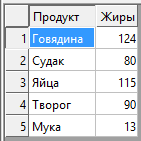 Продукт Жиры
1 Говядина 124
2 Судак 80
3 Яйца 115
4 Творог 90
5 Мука 13